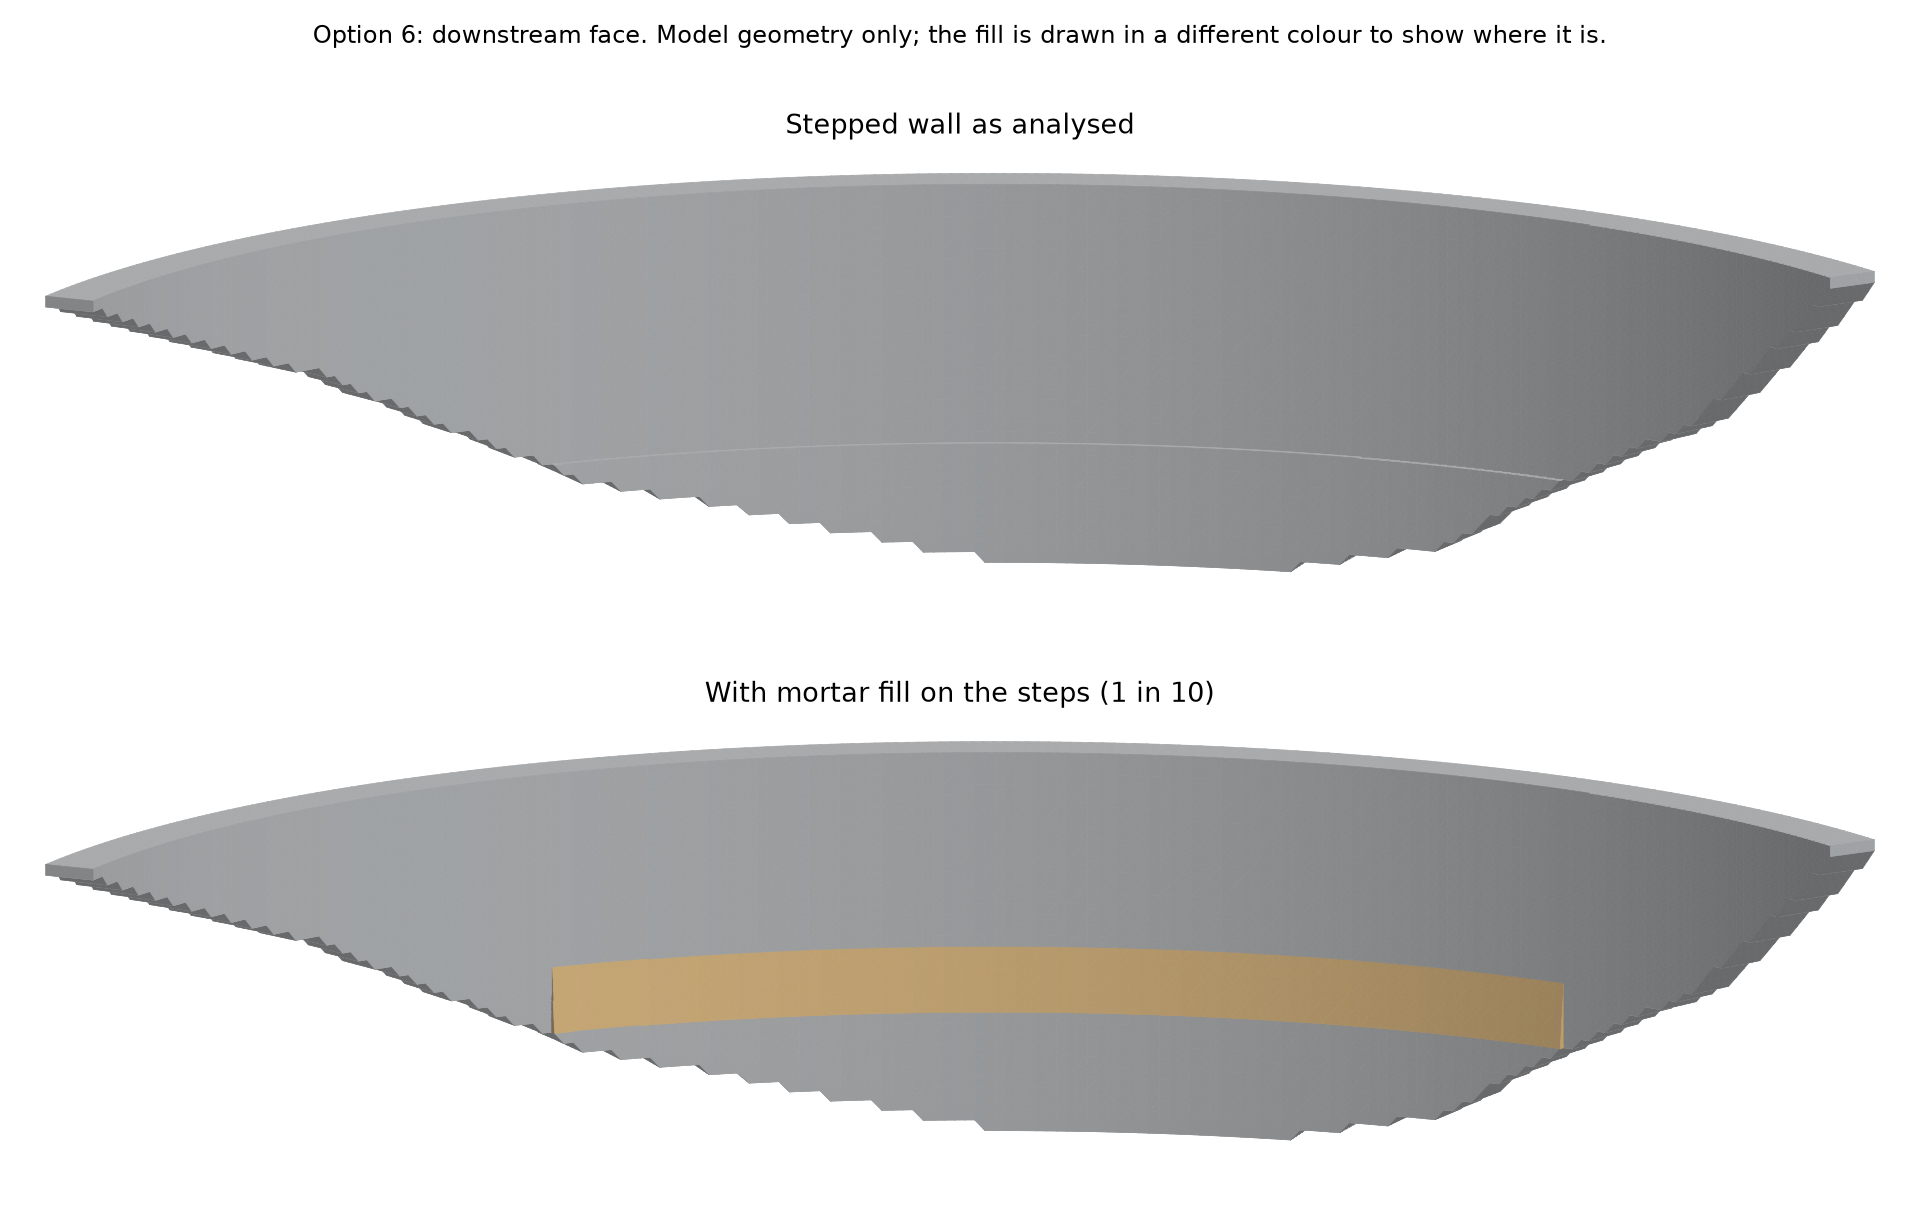 Option 6: downstream face. Model geometry only; the fill is drawn in a different colour to show where it is.
Stepped wall as analysed
With mortar fill on the steps (1 in 10)